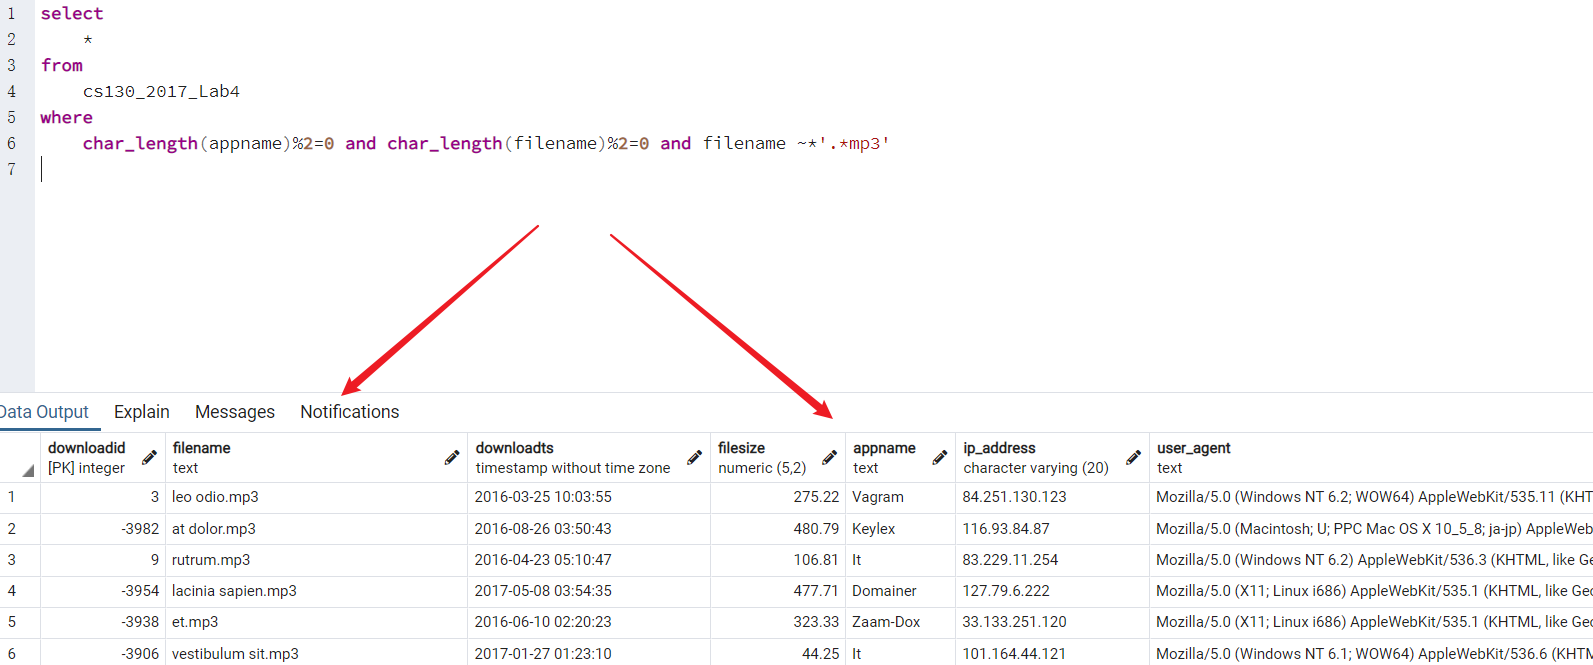 1 select
2 *
3 from
4 cs130_2017_Lab4
5 where
6 char_length(appname)%2=0 and char_length(filename)%2=0 and filename ~*'.*mp3'
7
Data Output Explain Messages Notifications
downloadid filename downloadts filesize appname ip_address user_agent
[PK] integer text timestamp without time zone numeric (5,2) text character varying (20) text
1 3 leo odio.mp3 2016-03-25 10:03:55 275.22 Vagram 84.251.130.123 Mozilla/5.0 (Windows NT 6.2; WOW64) AppleWebKit/535.11 (KHT
2 -3982 at dolor.mp3 2016-08-26 03:50:43 480.79 Keylex 116.93.84.87 Mozilla/5.0 (Macintosh; U; PPC Mac OS X 10_5_8; ja-jp) AppleWeb
3 9 rutrum.mp3 2016-04-23 05:10:47 106.81 It 83.229.11.254 Mozilla/5.0 (Windows NT 6.2) AppleWebKit/536.3 (KHTML, like Ge
4 -3954 lacinia sapien.mp3 2017-05-08 03:54:35 477.71 Domainer 127.79.6.222 Mozilla/5.0 (X11; Linux i686) AppleWebKit/535.1 (KHTML, like Gec
5 -3938 et.mp3 2016-06-10 02:20:23 323.33 Zaam-Dox 33.133.251.120 Mozilla/5.0 (X11; Linux i686) AppleWebKit/535.1 (KHTML, like Gec
6 -3906 vestibulum sit.mp3 2017-01-27 01:23:10 44.25 It 101.164.44.121 Mozilla/5.0 (Windows NT 6.1; WOW64) AppleWebKit/536.6 (KHTM